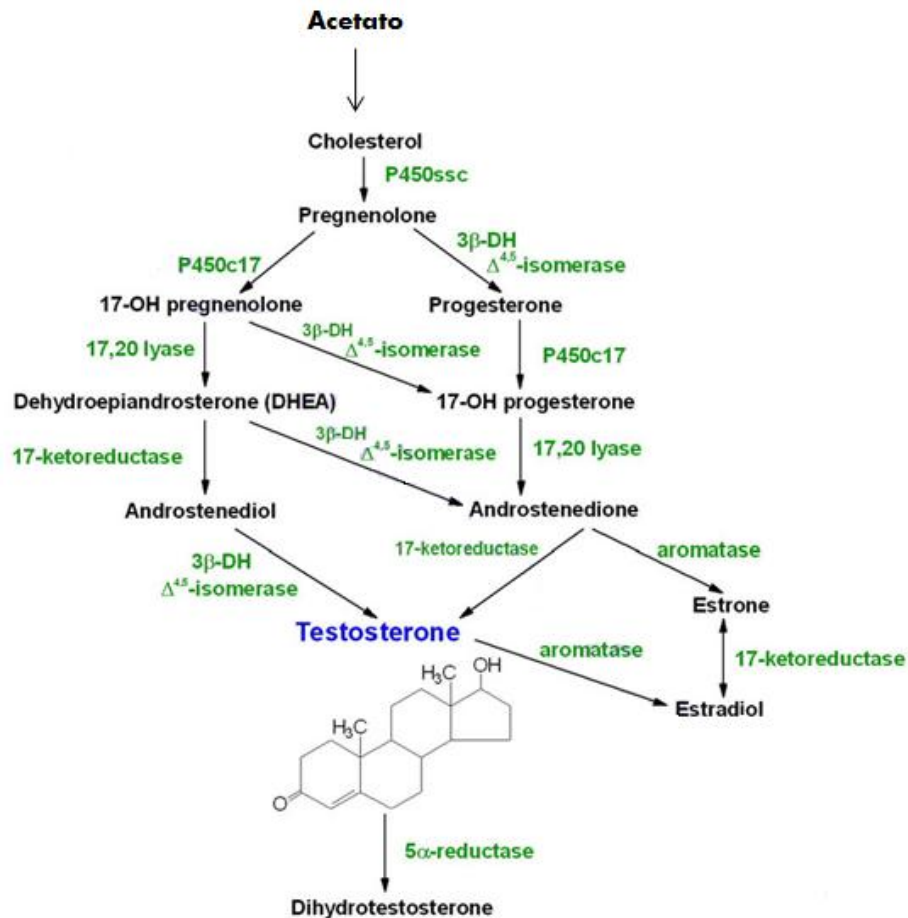 Acetato
Cholesterol
P450ssc
Pregnenolone
P450c17
3β-DH
Δ4,5-isomerase
17-OH pregnenolone
Progesterone
17,20 lyase
3β-DH
Δ4,5-isomerase
P450c17
Dehydroepiandrosterone (DHEA)
17-OH progesterone
17-ketoreductase
3β-DH
Δ4,5-isomerase
17,20 lyase
Androstenediol
Androstenedione
3β-DH
Δ4,5-isomerase
17-ketoreductase
aromatase
Estrone
Testosterone
aromatase
17-ketoreductase
Estradiol
H3C
OH
H3C
O
5α-reductase
Dihydrotestosterone